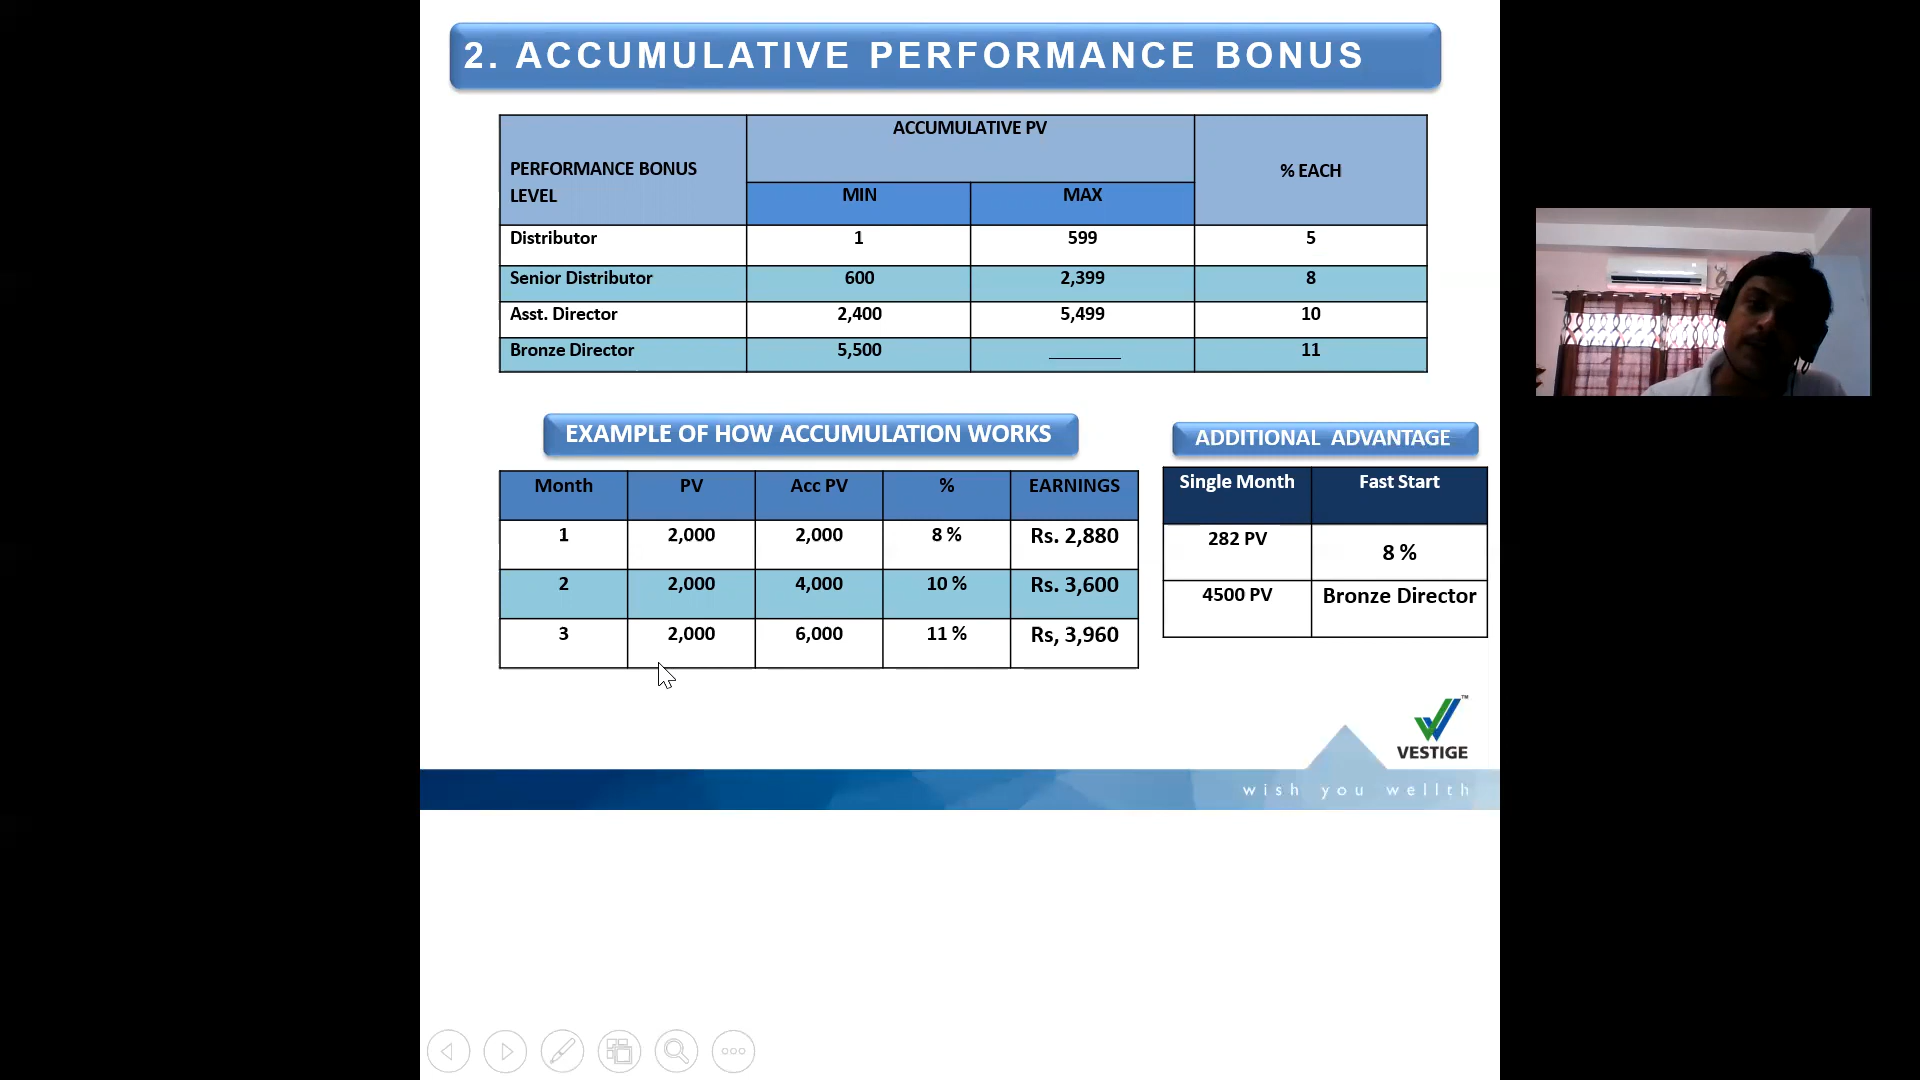 2. ACCUMULATIVE PERFORMANCE BONUS
PERFORMANCE BONUS
LEVEL
ACCUMULATIVE PV
% EACH
MIN
MAX
Distributor 1 599 5
Senior Distributor 600 2,399 8
Asst. Director 2,400 5,499 10
Bronze Director 5,500 ________ 11
EXAMPLE OF HOW ACCUMULATION WORKS
Month PV Acc PV % EARNINGS
1 2,000 2,000 8 % Rs. 2,880
2 2,000 4,000 10 % Rs. 3,600
3 2,000 6,000 11 % Rs, 3,960
ADDITIONAL ADVANTAGE
Single Month Fast Start
282 PV 8 %
4500 PV Bronze Director
VESTIGE™
wish you wellth